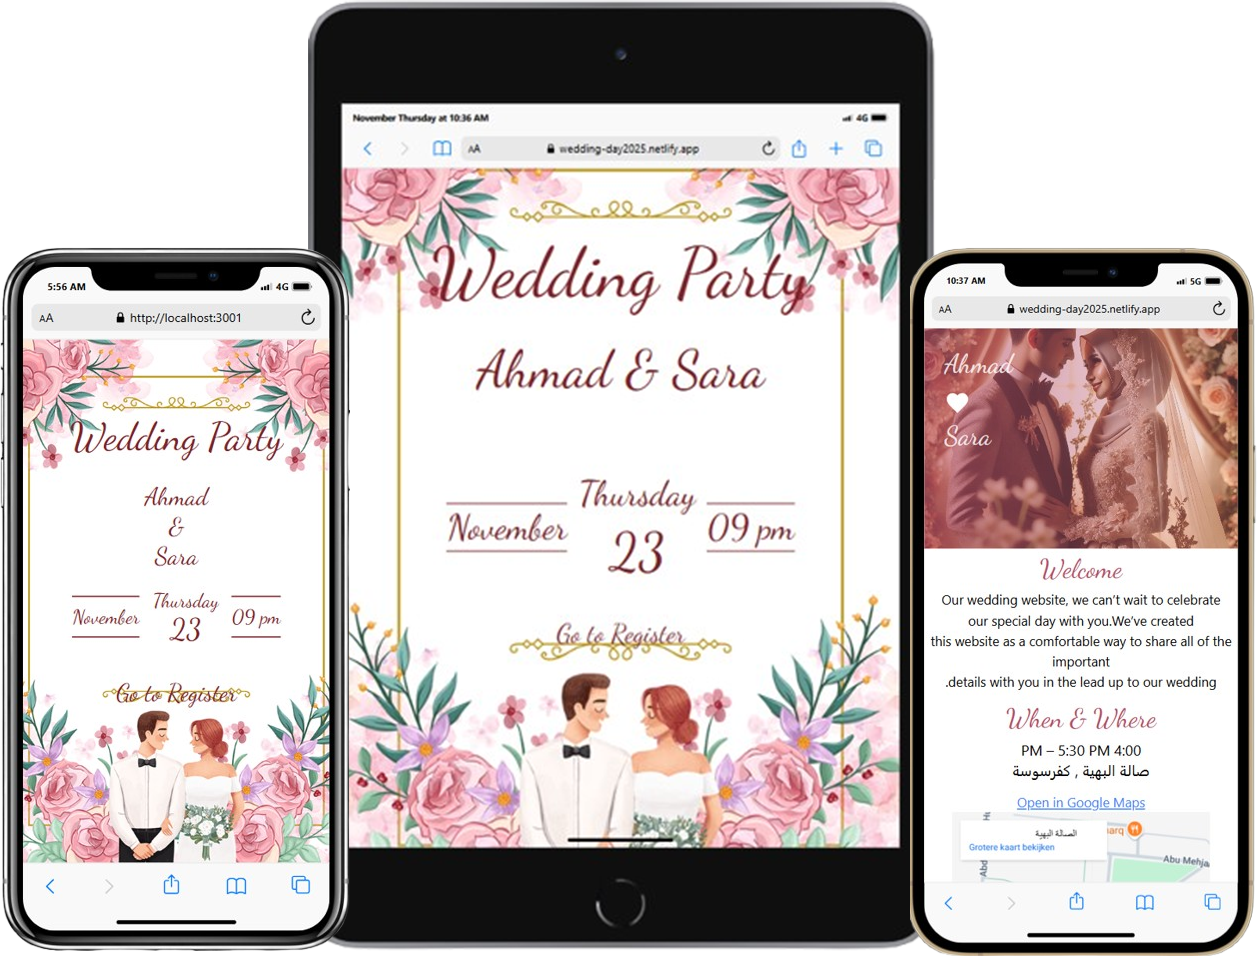 5:56 AM
4G
AA
http://localhost:3001
Wedding Party
Ahmad
&
Sara
November
Thursday
23
09 pm
Go to Register
November Thursday at 10:36 AM
4G
AA
wedding-day2025.netlify.app
Wedding Party
Ahmad & Sara
November
Thursday
23
09 pm
Go to Register
10:37 AM
5G
AA
wedding-day2025.netlify.app
Ahmad
Sara
Welcome
Our wedding website, we can’t wait to celebrate
our special day with you.We’ve created
this website as a comfortable way to share all of the
important
.details with you in the lead up to our wedding
When & Where
PM – 5:30 PM 4:00
صالة البهية , كفرسوسة
Open in Google Maps
الصالة البهية
Grotere kaart bekijken
arq
Abu Mehja
Abd